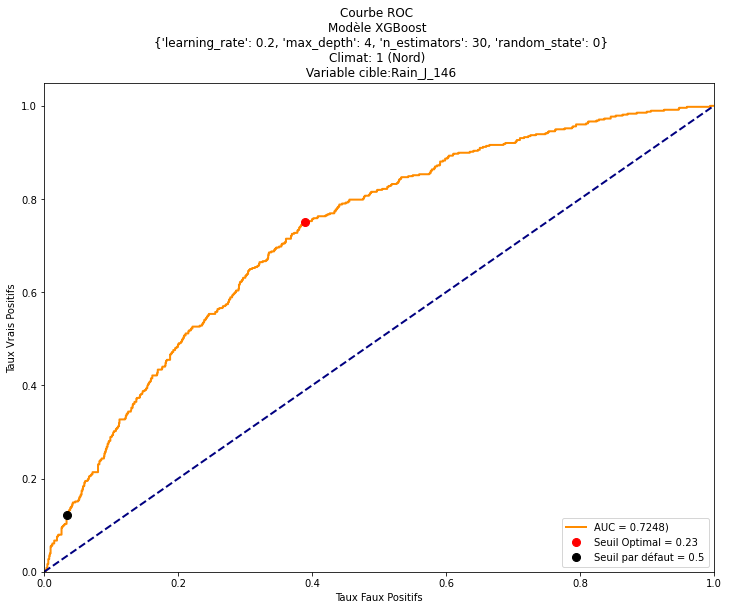 Courbe ROC
Modèle XGBoost
{'learning_rate': 0.2, 'max_depth': 4, 'n_estimators': 30, 'random_state': 0}
Climat: 1 (Nord)
Variable cible:Rain_J_146
Taux Vrais Positifs
1.0
0.8
0.6
0.4
0.2
0.0
0.0
0.2
0.4
0.6
0.8
1.0
Taux Faux Positifs
AUC = 0.7248)
Seuil Optimal = 0.23
Seuil par défaut = 0.5